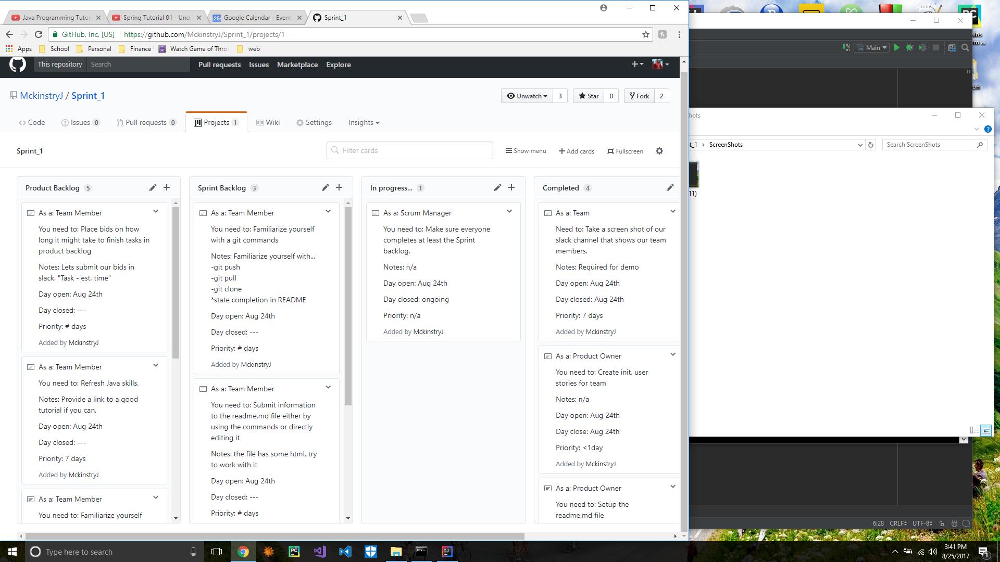 Java Programming Tutor
Spring Tutorial 01 - Unde
Google Calendar - Event
Sprint_1
GitHub, Inc. [US]
https://github.com/MckinstryJ/Sprint_1/projects/1
Apps
School
Personal
Finance
Watch Game of Thron
web
This repository
Search
Pull requests
Issues
Marketplace
Explore
MckinstryJ / Sprint_1
Unwatch
3
Star
0
Fork
2
Code
Issues 0
Pull requests 0
Projects 1
Wiki
Settings
Insights
Sprint_1
Filter cards
Show menu
Add cards
Fullscreen
Product Backlog 5
As a: Team Member
You need to: Place bids on how
long it might take to finish tasks in
product backlog
Notes: Lets submit our bids in
slack. "Task - est. time"
Day open: Aug 24th
Day closed: ---
Priority: # days
Added by MckinstryJ
As a: Team Member
You need to: Refresh Java skills.
Notes: Provide a link to a good
tutorial if you can.
Day open: Aug 24th
Day closed: ---
Priority: 7 days
Added by MckinstryJ
As a: Team Member
You need to: Familiarize yourself
Sprint Backlog 3
As a: Team Member
You need to: Familiarize yourself
with a git commands
Notes: Familiarize yourself with...
-git push
-git pull
-git clone
*state completion in README
Day open: Aug 24th
Day closed: ---
Priority: # days
Added by MckinstryJ
As a: Team Member
You need to: Submit information
to the readme.md file either by
using the commands or directly
editing it
Notes: the file has some html, try
to work with it
Day open: Aug 24th
Day closed: ---
Priority: # days
In progress... 1
As a: Scrum Manager
You need to: Make sure everyone
completes at least the Sprint
backlog.
Notes: n/a
Day open: Aug 24th
Day closed: ongoing
Priority: n/a
Added by MckinstryJ
Completed 4
As a: Team
Need to: Take a screen shot of our
slack channel that shows our team
members.
Notes: Required for demo
Day open: Aug 24th
Day closed: Aug 24th
Priority: 7 days
Added by MckinstryJ
As a: Product Owner
You need to: Create init. user
stories for team
Notes: n/a
Day open: Aug 24th
Day close: Aug 24th
Priority: <1day
Added by MckinstryJ
As a: Product Owner
You need to: Setup the
readme.md file
Main
hots
t_1 › ScreenShots
Search ScreenShots
11)
6:28 CRLF UTF-8
Type here to search
3:41 PM
8/25/2017